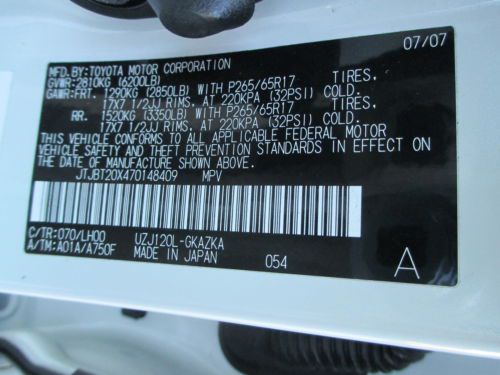 MFD.BY:TOYOTA MOTOR CORPORATION 07/07
GVWR:2810KG (6200LB)
GAWR:FRT. 1290KG (2850LB) WITH P265/65R17 TIRES,
17X7 1/2JJ RIMS, AT 220KPA (32PSI) COLD.
RR. 1520KG (3350LB) WITH P265/65R17 TIRES,
17X7 1/2JJ RIMS, AT 220KPA (32PSI) COLD.
THIS VEHICLE CONFORMS TO ALL APPLICABLE FEDERAL MOTOR
VEHICLE SAFETY AND THEFT PREVENTION STANDARDS IN EFFECT ON
THE DATE OF MANUFACTURE SHOWN ABOVE.
JTJBT20X470148409 MPV
C/TR:070/LH00 UZJ120L-GKAZKA
A/TM:A01A/A750F MADE IN JAPAN 054 A